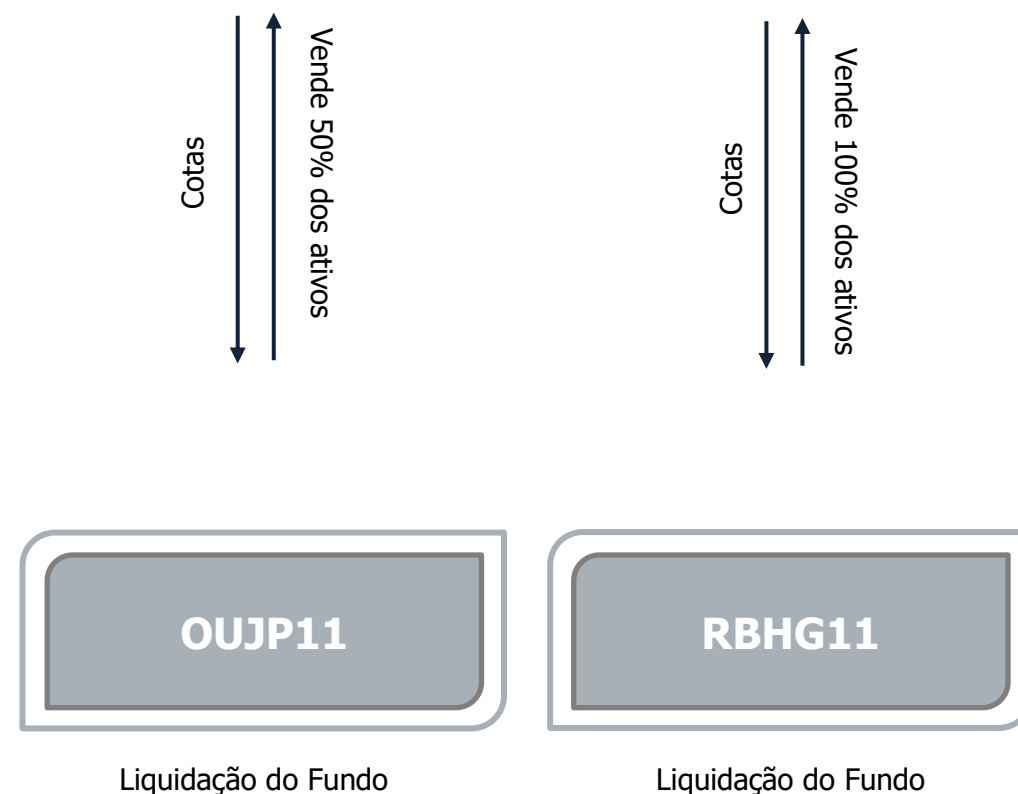 Cotas
Vende 50% dos ativos
Cotas
Vende 100% dos ativos
OUJP11
RBHG11
Liquidação do Fundo
Liquidação do Fundo